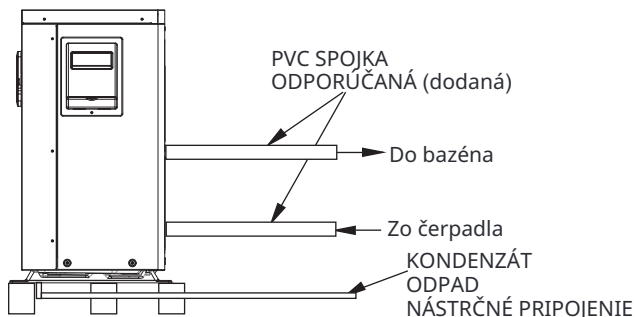 PVC SPOJKA
ODPORÚČANÁ (dodaná)
Do bazéna
Zo čerpadla
KONDENZÁT
ODPAD
NÁSTRČNÉ PRIPOJENIE